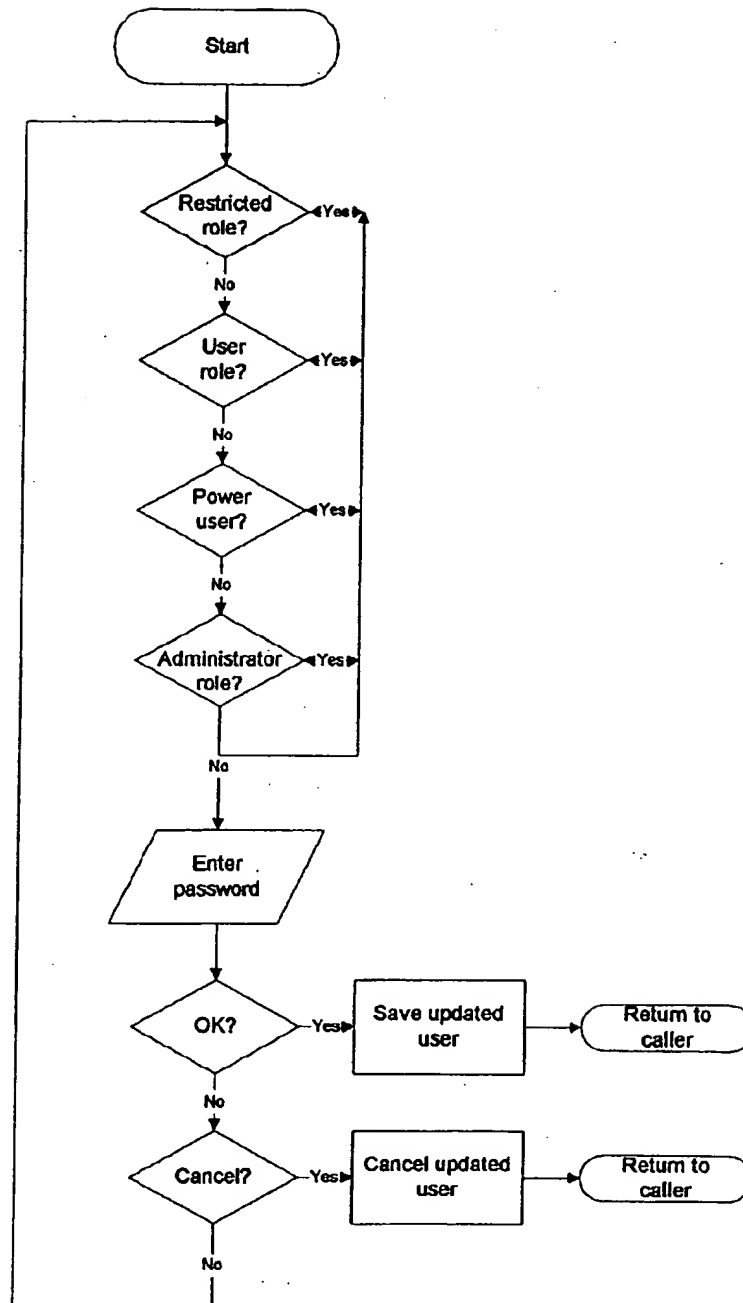 Start
Restricted
role?
Yes
No
User
role?
Yes
No
Power
user?
Yes
No
Administrator
role?
Yes
No
Enter
password
OK?
Yes
Save updated
user
Return to
caller
No
Cancel?
Yes
Cancel updated
user
Return to
caller
No